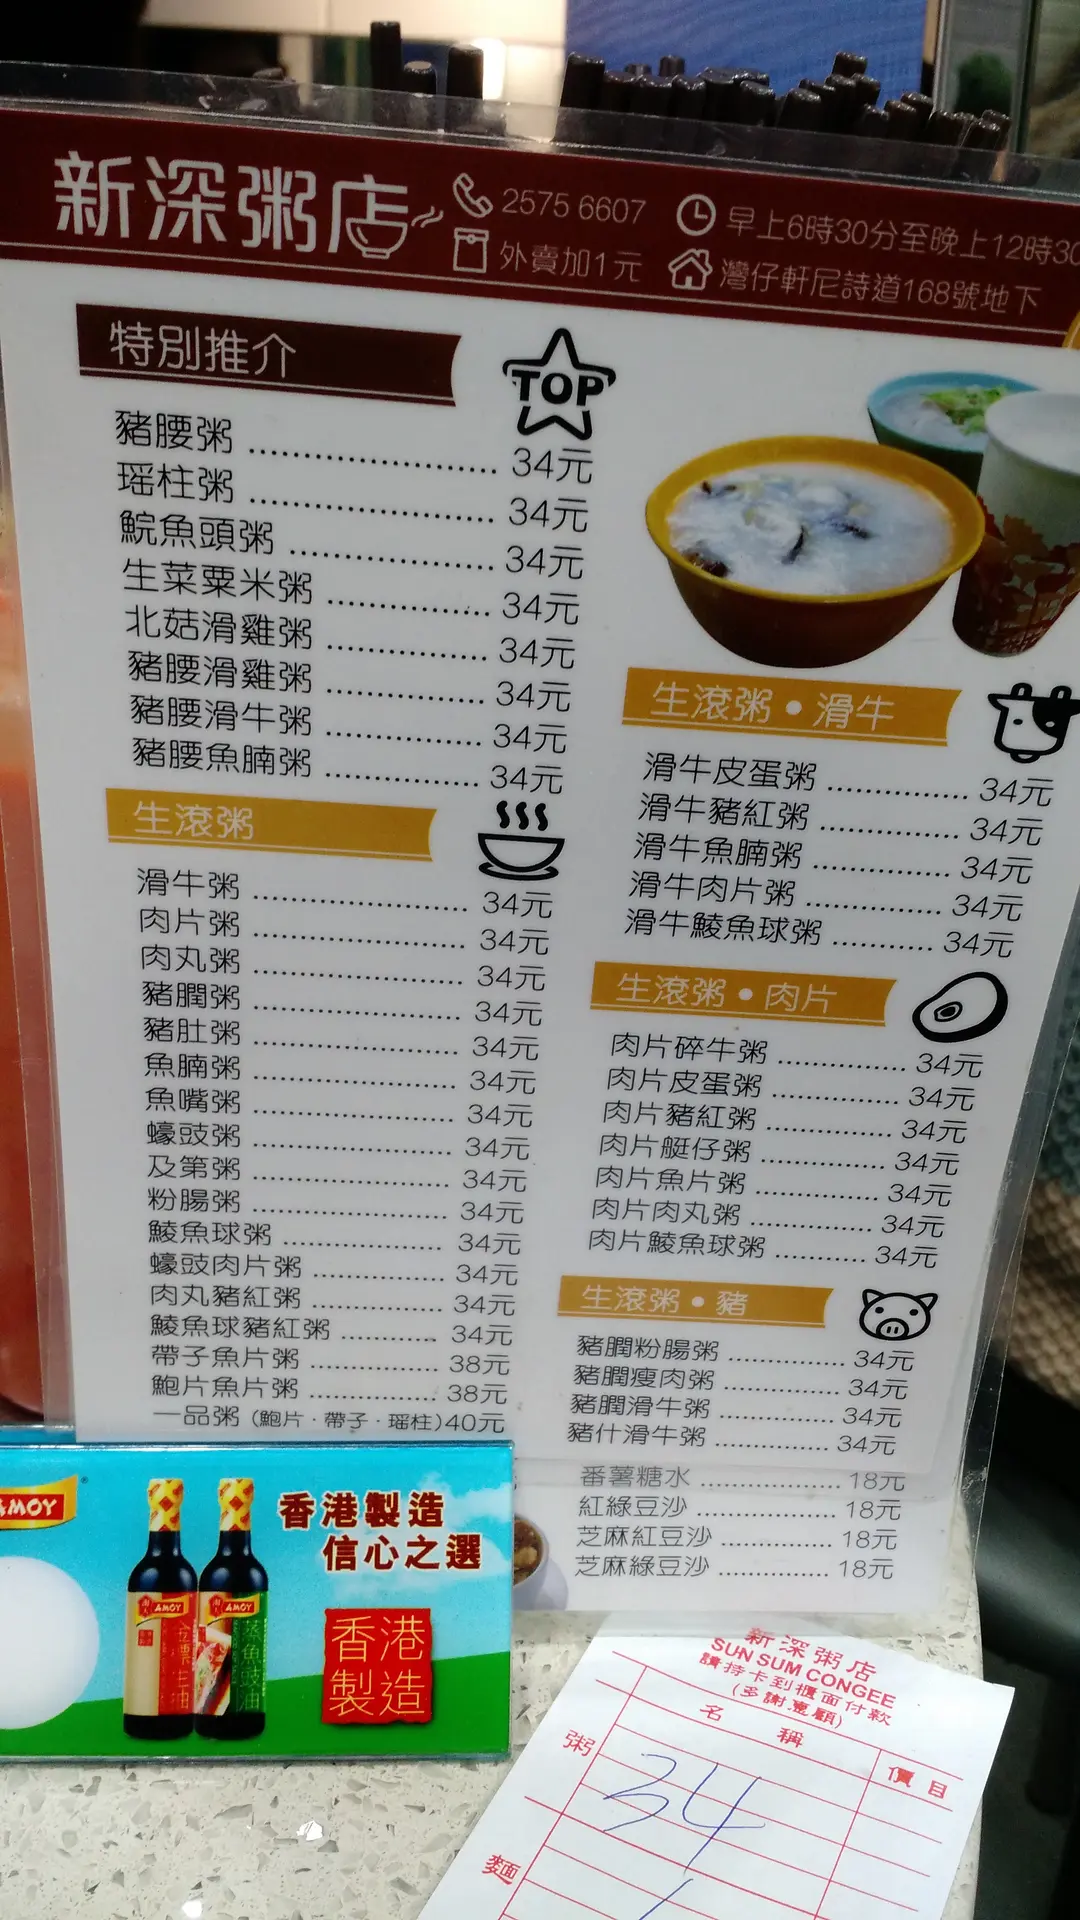 新深粥店
2575 6607
早上6時30分至晚上12時30
外賣加1元
灣仔軒尼詩道168號地下
特別推介
TOP
豬腰粥 34元
瑶柱粥 34元
鯇魚頭粥 34元
生菜粟米粥 34元
北菇滑雞粥 34元
豬腰滑雞粥 34元
豬腰滑牛粥 34元
豬腰魚腩粥 34元
生滾粥
滑牛粥 34元
肉片粥 34元
肉丸粥 34元
豬膶粥 34元
豬肚粥 34元
魚腩粥 34元
魚嘴粥 34元
蠔豉粥 34元
及第粥 34元
粉腸粥 34元
鯪魚球粥 34元
蠔豉肉片粥 34元
肉丸豬紅粥 34元
鯪魚球豬紅粥 34元
帶子魚片粥 38元
鮑片魚片粥 38元
一品粥 (鮑片·帶子·瑶柱)40元
生滾粥•滑牛
滑牛皮蛋粥 34元
滑牛豬紅粥 34元
滑牛魚腩粥 34元
滑牛肉片粥 34元
滑牛鯪魚球粥 34元
生滾粥•肉片
肉片碎牛粥 34元
肉片皮蛋粥 34元
肉片豬紅粥 34元
肉片艇仔粥 34元
肉片魚片粥 34元
肉片肉丸粥 34元
肉片鯪魚球粥 34元
生滾粥•豬
豬膶粉腸粥 34元
豬膶瘦肉粥 34元
豬膶滑牛粥 34元
豬什滑牛粥 34元
番薯糖水 18元
紅綠豆沙 18元
芝麻紅豆沙 18元
芝麻綠豆沙 18元
AMOY
香港製造
信心之選
AMOY
AMOY
蒸魚豉油
香港
製造
新深粥店
SUN SUM CONGEE
請持卡到櫃面付款
(多謝惠顧)
名稱
價目
粥
34
麵